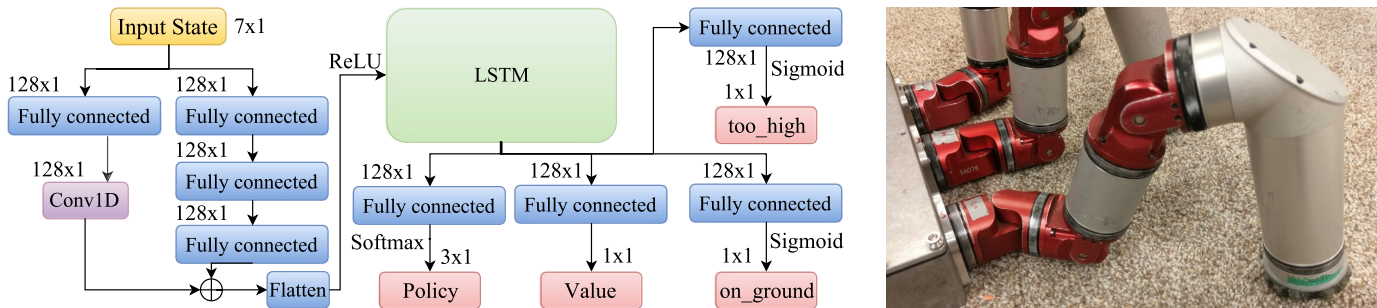 Input State
7x1
128x1
Fully connected
128x1
Conv1D
128x1
Fully connected
128x1
Fully connected
128x1
Fully connected
Flatten
ReLU
LSTM
128x1
Fully connected
Softmax
3x1
Policy
128x1
Fully connected
1x1
Value
128x1
Fully connected
Sigmoid
1x1
on_ground
Fully connected
128x1
Sigmoid
1x1
too_high